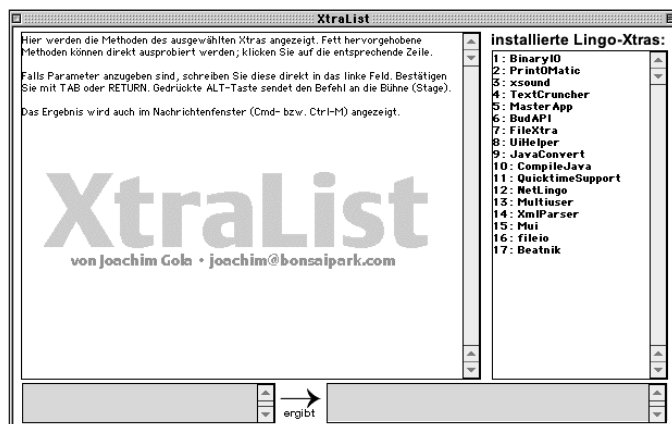 XtraList
Hier werden die Methoden des ausgewählten Xtras angezeigt. Fett hervorgehobene
Methoden können direkt ausprobiert werden; klicken Sie auf die entsprechende Zeile.
Falls Parameter anzugeben sind, schreiben Sie diese direkt in das linke Feld. Bestätigen
Sie mit TAB oder RETURN. Gedrückte ALT-Taste sendet den Befehl an die Bühne (Stage).
Das Ergebnis wird auch im Nachrichtenfenster (Cmd- bzw. Ctrl-M) angezeigt.
XtraList
von Joachim Gola • joachim@bonsaipark.com
installierte Lingo-Xtras:
1: BinaryIO
2: PrintOMatic
3: xsound
4: TextCruncher
5: MasterApp
6: BudAPI
7: FileXtra
8: UiHelper
9: JavaConvert
10: CompileJava
11: QuicktimeSupport
12: NetLingo
13: Multiuser
14: XmlParser
15: Mui
16: fileio
17: Beatnik
ergibt